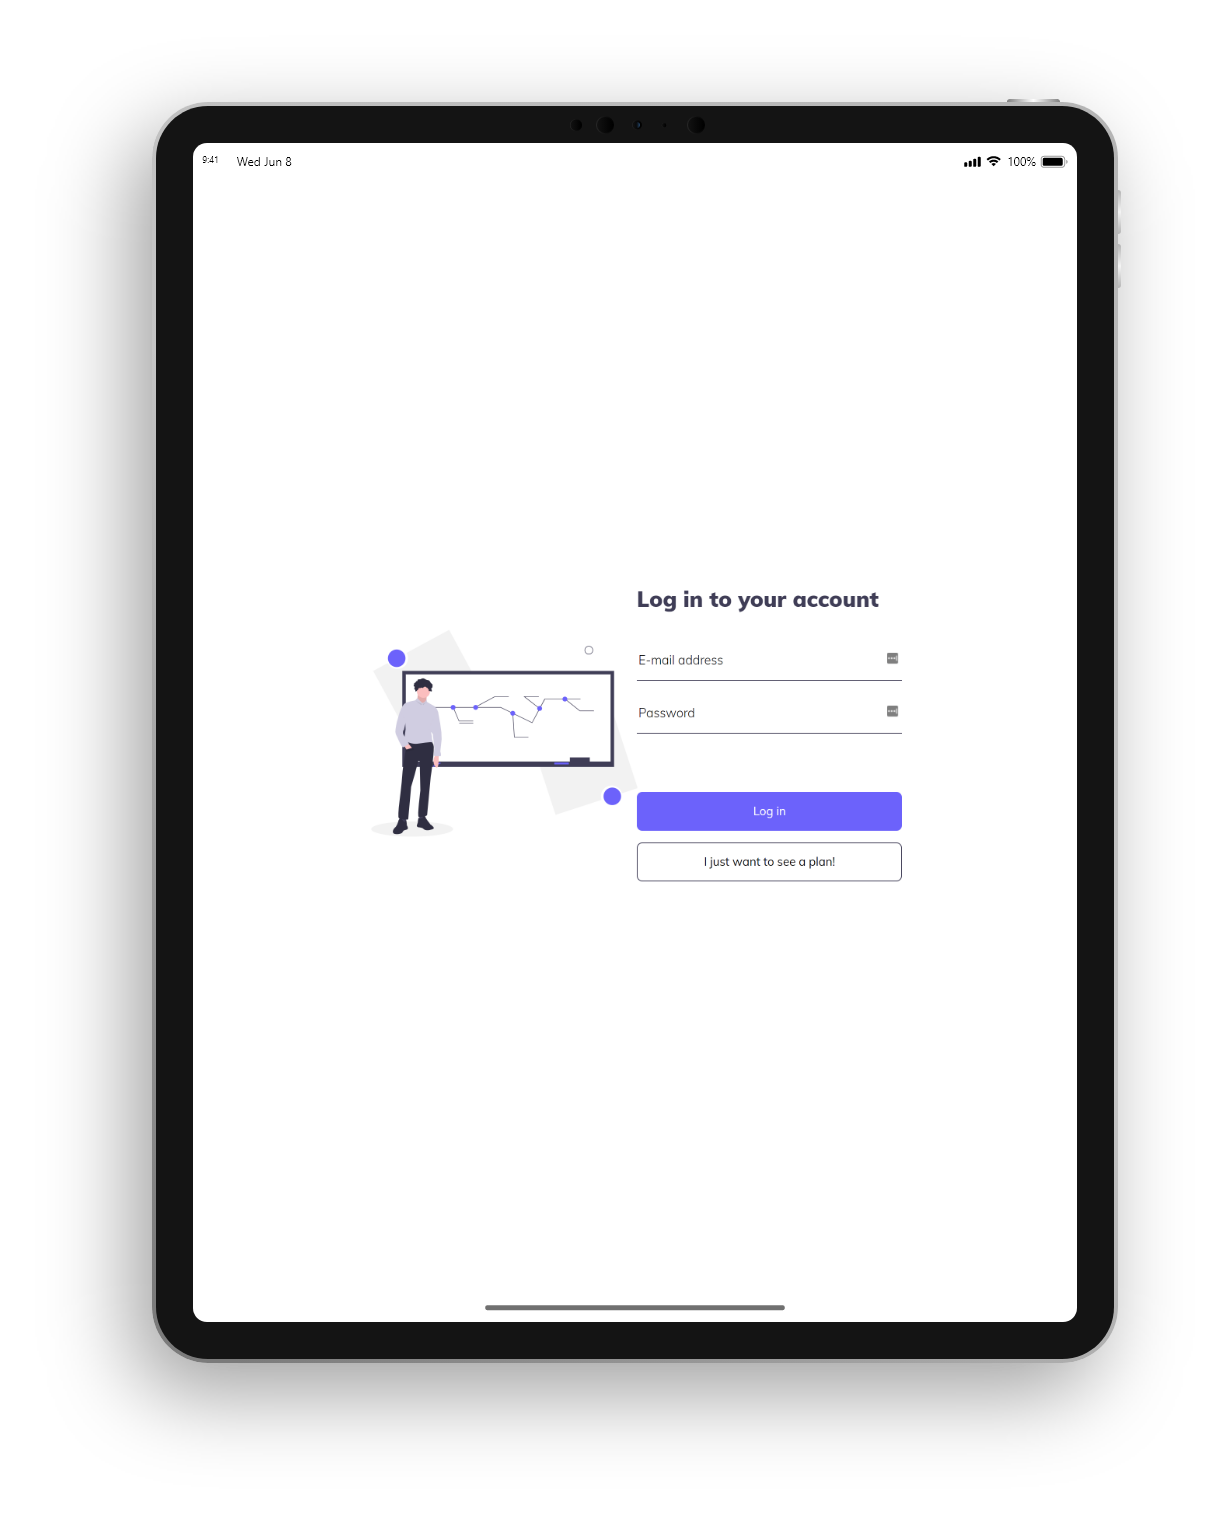 9:41 Wed Jun 8 100%
Log in to your account
E-mail address
Password
Log in
I just want to see a plan!